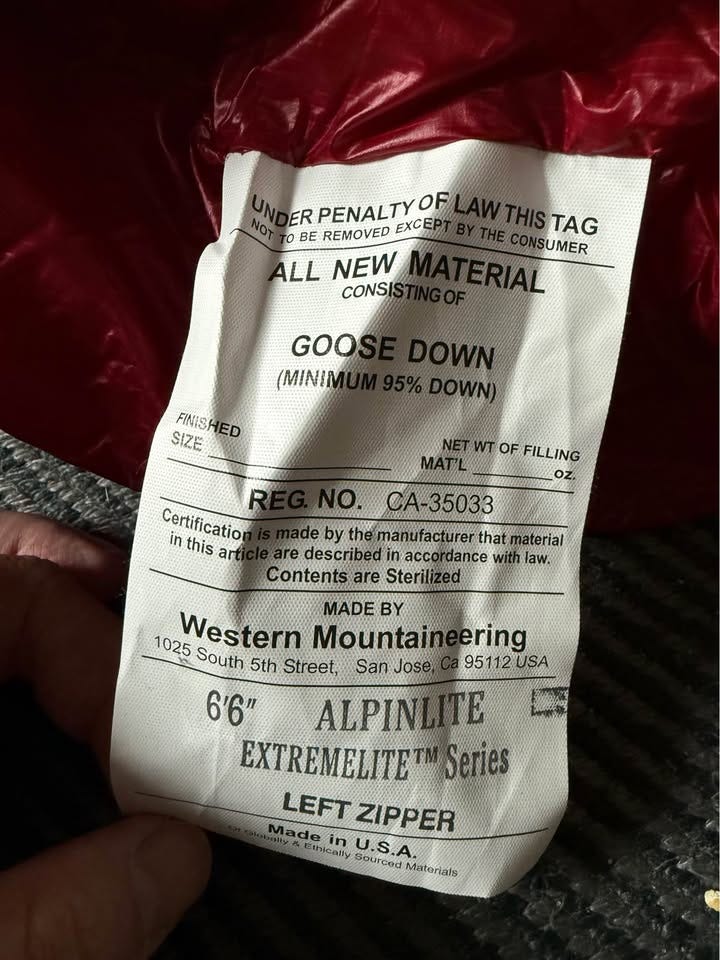 UNDER PENALTY OF LAW THIS TAG
NOT TO BE REMOVED EXCEPT BY THE CONSUMER
ALL NEW MATERIAL
CONSISTING OF
GOOSE DOWN
(MINIMUM 95% DOWN)
FINISHED
SIZE
NET WT OF FILLING
MAT'L oz.
REG. NO. CA-35033
Certification is made by the manufacturer that material
in this article are described in accordance with law.
Contents are Sterilized
MADE BY
Western Mountaineering
1025 South 5th Street, San Jose, Ca 95112 USA
6'6" ALPINLITE
EXTREMELITE™ Series
LEFT ZIPPER
Made in U.S.A.
Of Globally & Ethically Sourced Materials